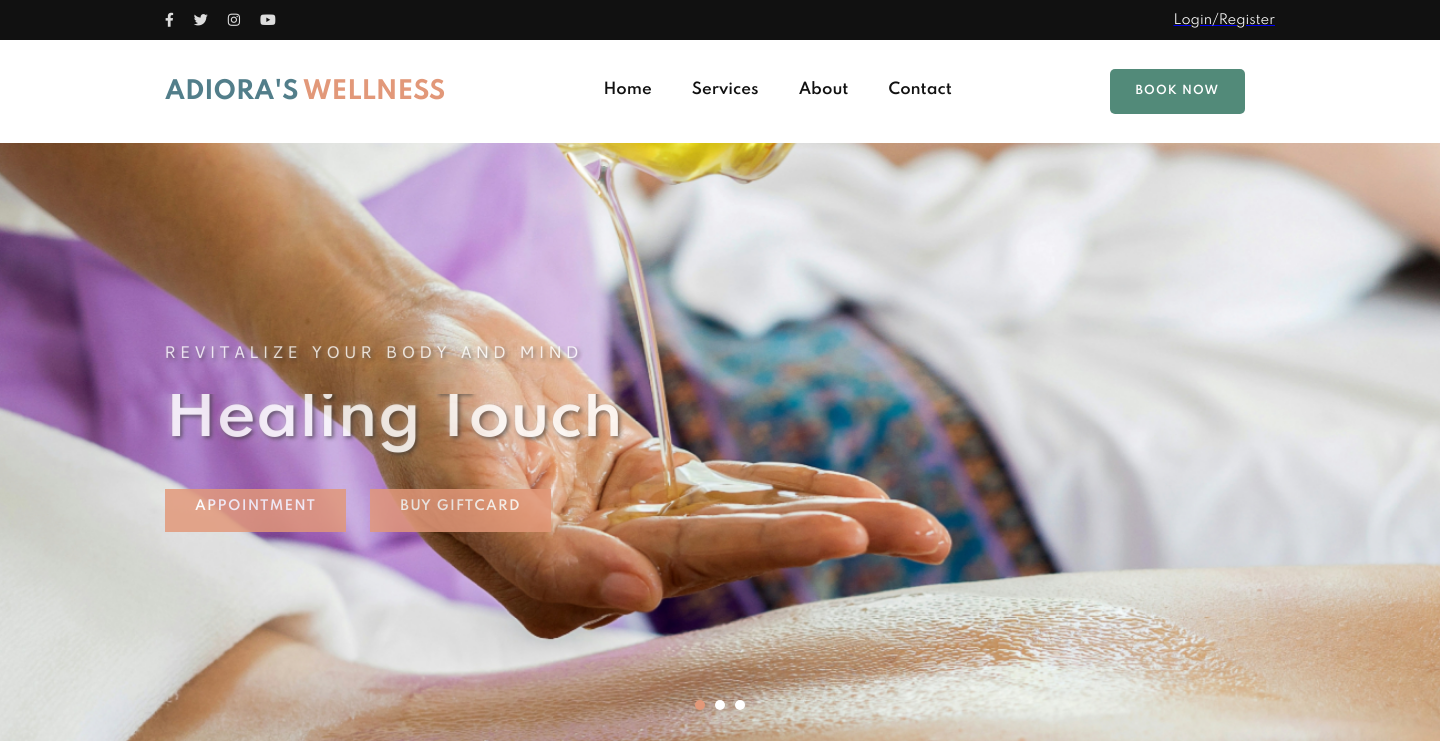 Login/Register
ADIORA'S WELLNESS
Home Services About Contact
BOOK NOW
REVITALIZE YOUR BODY AND MIND
Healing Touch
APPOINTMENT BUY GIFTCARD